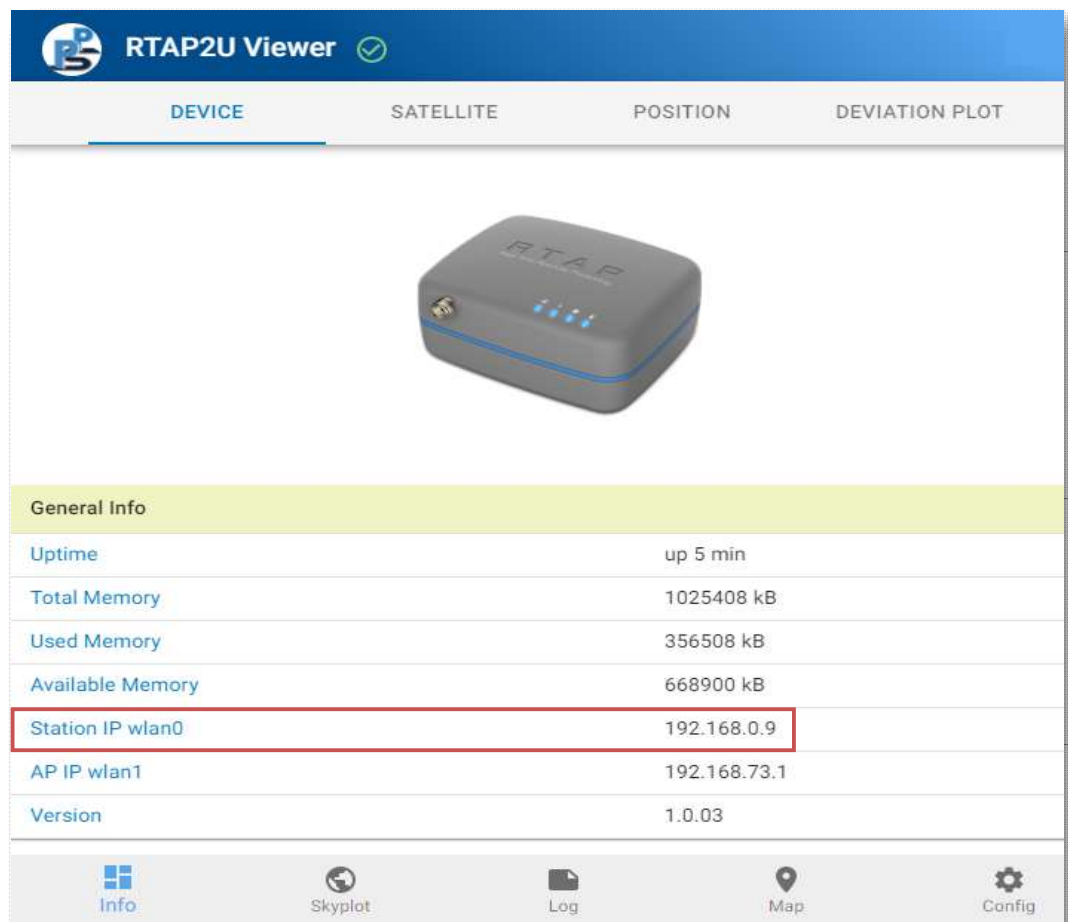 PPS
RTAP2U Viewer
DEVICE SATELLITE POSITION DEVIATION PLOT
RTAP
General Info
Uptime up 5 min
Total Memory 1025408 kB
Used Memory 356508 kB
Available Memory 668900 kB
Station IP wlan0 192.168.0.9
AP IP wlan1 192.168.73.1
Version 1.0.03
Info Skyplot Log Map Config